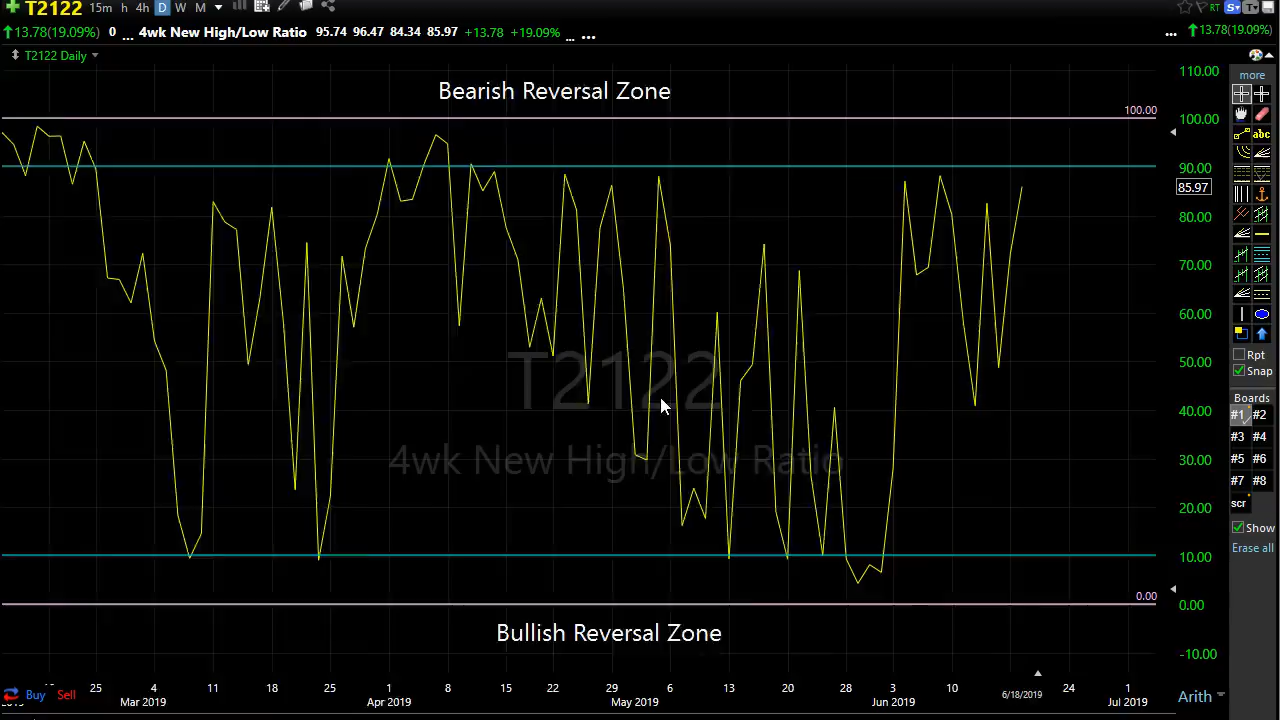 T2122 15m h 4h D W M RT S T
13.78(19.09%) 0 ... 4wk New High/Low Ratio 95.74 96.47 84.34 85.97 +13.78 +19.09% ... ... ... 13.78(19.09%)
T2122 Daily
more
110.00
Bearish Reversal Zone
100.00
100.00
abc
90.00
85.97
80.00
70.00
60.00
50.00
Rpt
T2122
Snap
Boards
40.00
#1 #2
#3 #4
4wk New High/Low Ratio
30.00
#5 #6
#7 #8
20.00
scr
Show
10.00
Erase all
0.00
0.00
Bullish Reversal Zone
-10.00
Buy Sell
25 4 11 18 25 1 8 15 22 29 6 13 20 28 3 10 6/18/2019 24 1
Mar 2019 Apr 2019 May 2019 Jun 2019 Jul 2019
Arith